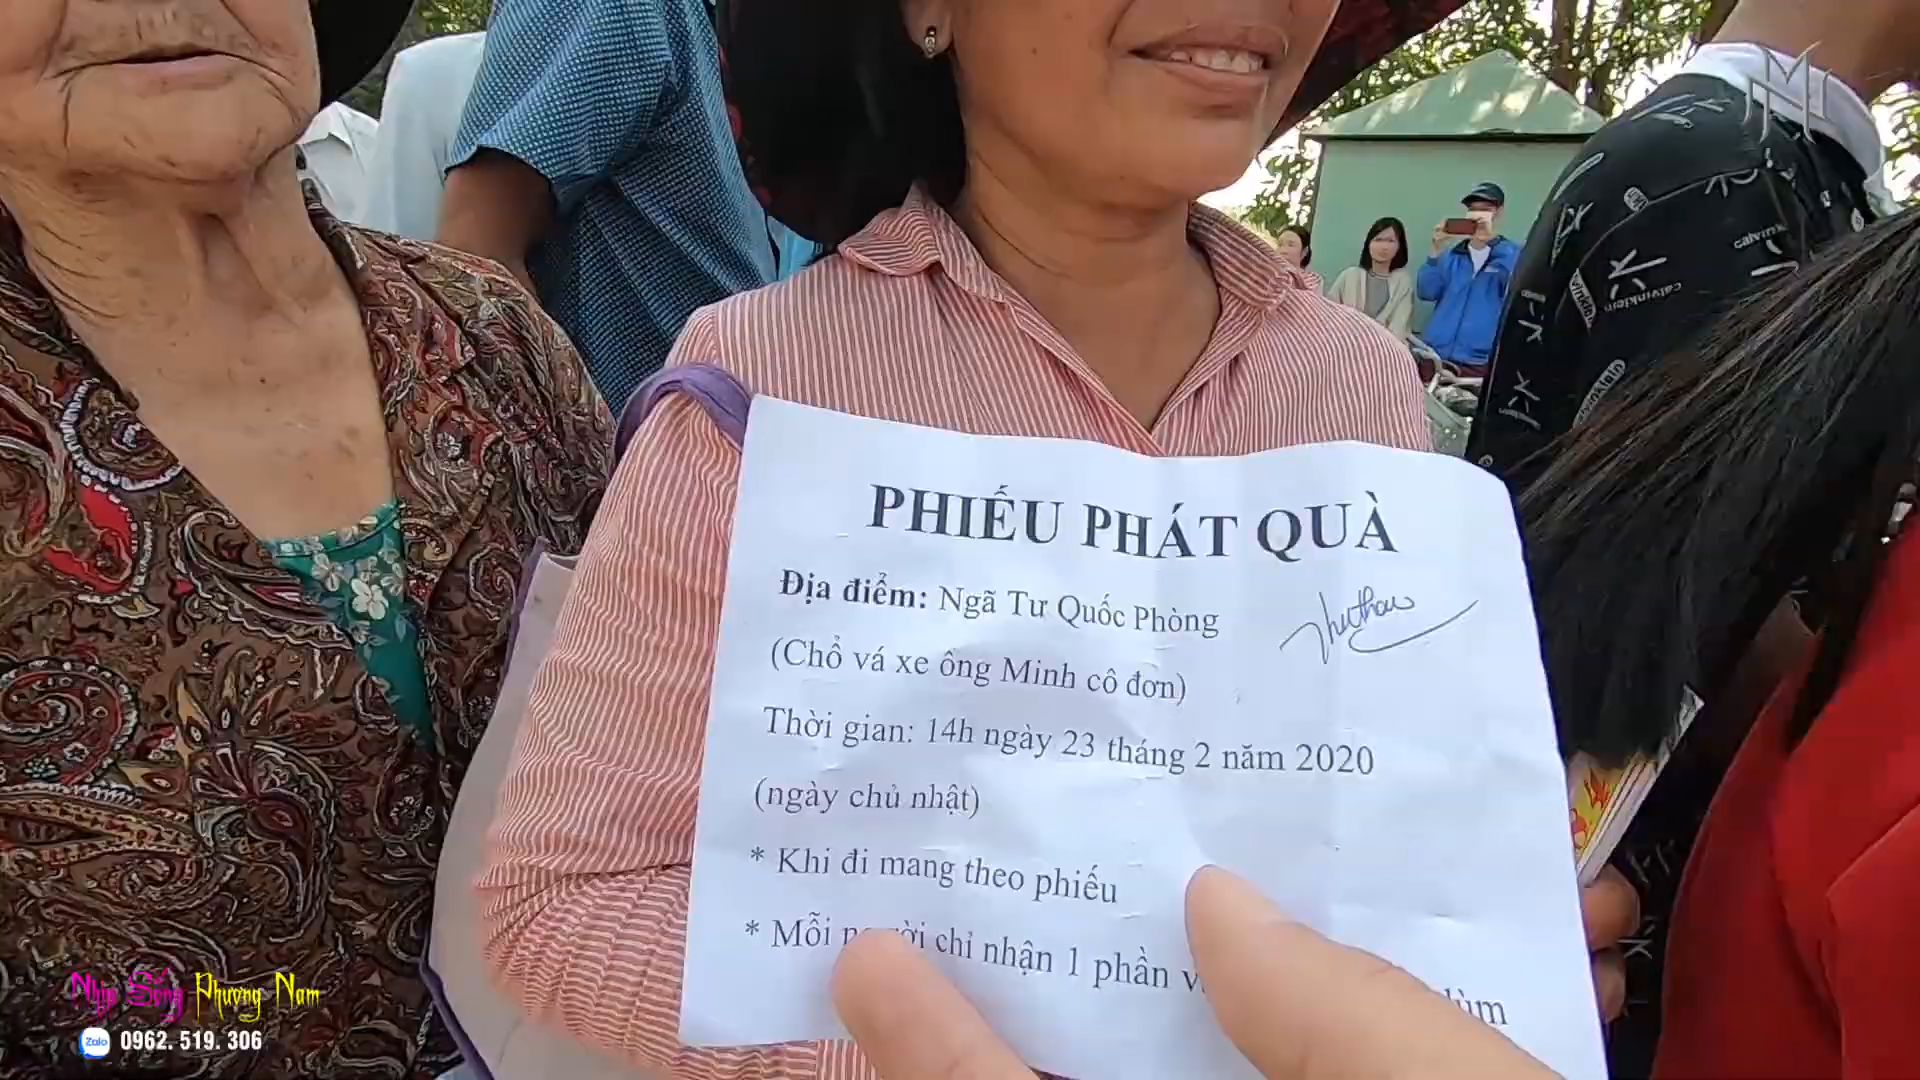 PHIẾU PHÁT QUÀ
Địa điểm: Ngã Tư Quốc Phòng
(Chổ vá xe ông Minh cô đơn)
Thời gian: 14h ngày 23 tháng 2 năm 2020
(ngày chủ nhật)
* Khi đi mang theo phiếu
* Mỗi người chỉ nhận 1 phần
calvinklein
Nhịp Sống Phương Nam
Zalo 0962. 519. 306